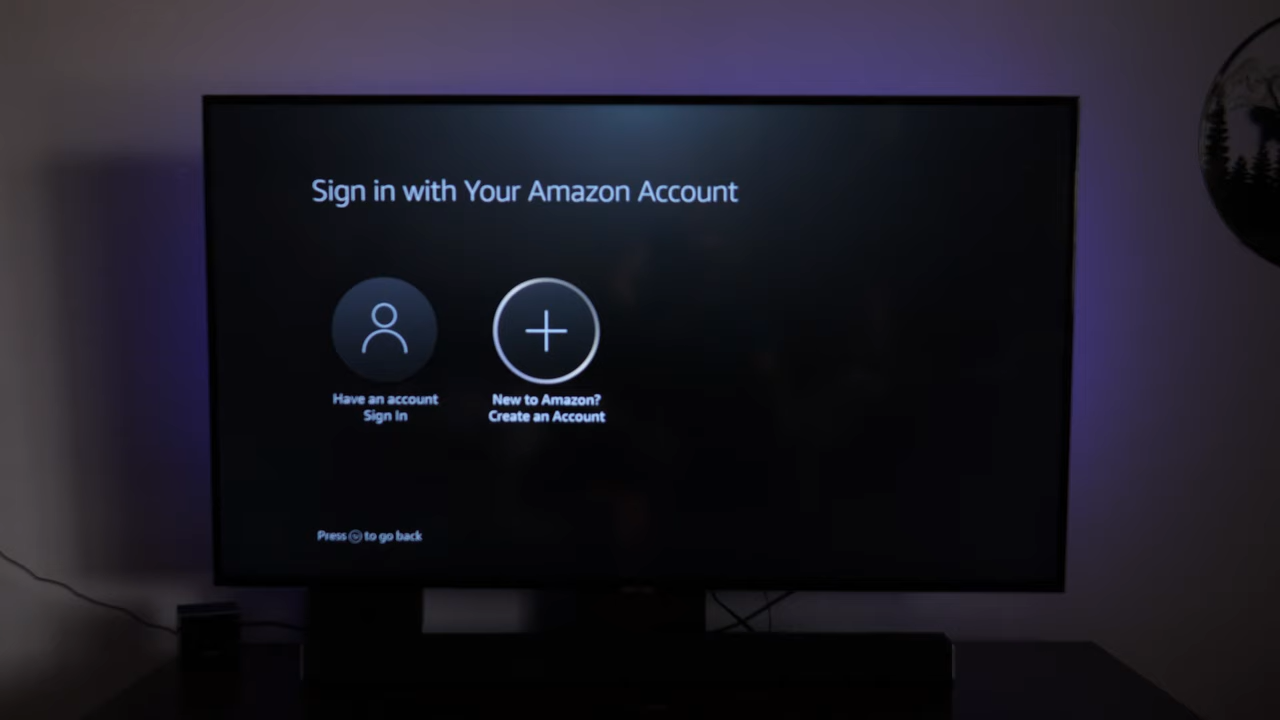 Sign in with Your Amazon Account
Have an account
Sign In
New to Amazon?
Create an Account
Press to go back